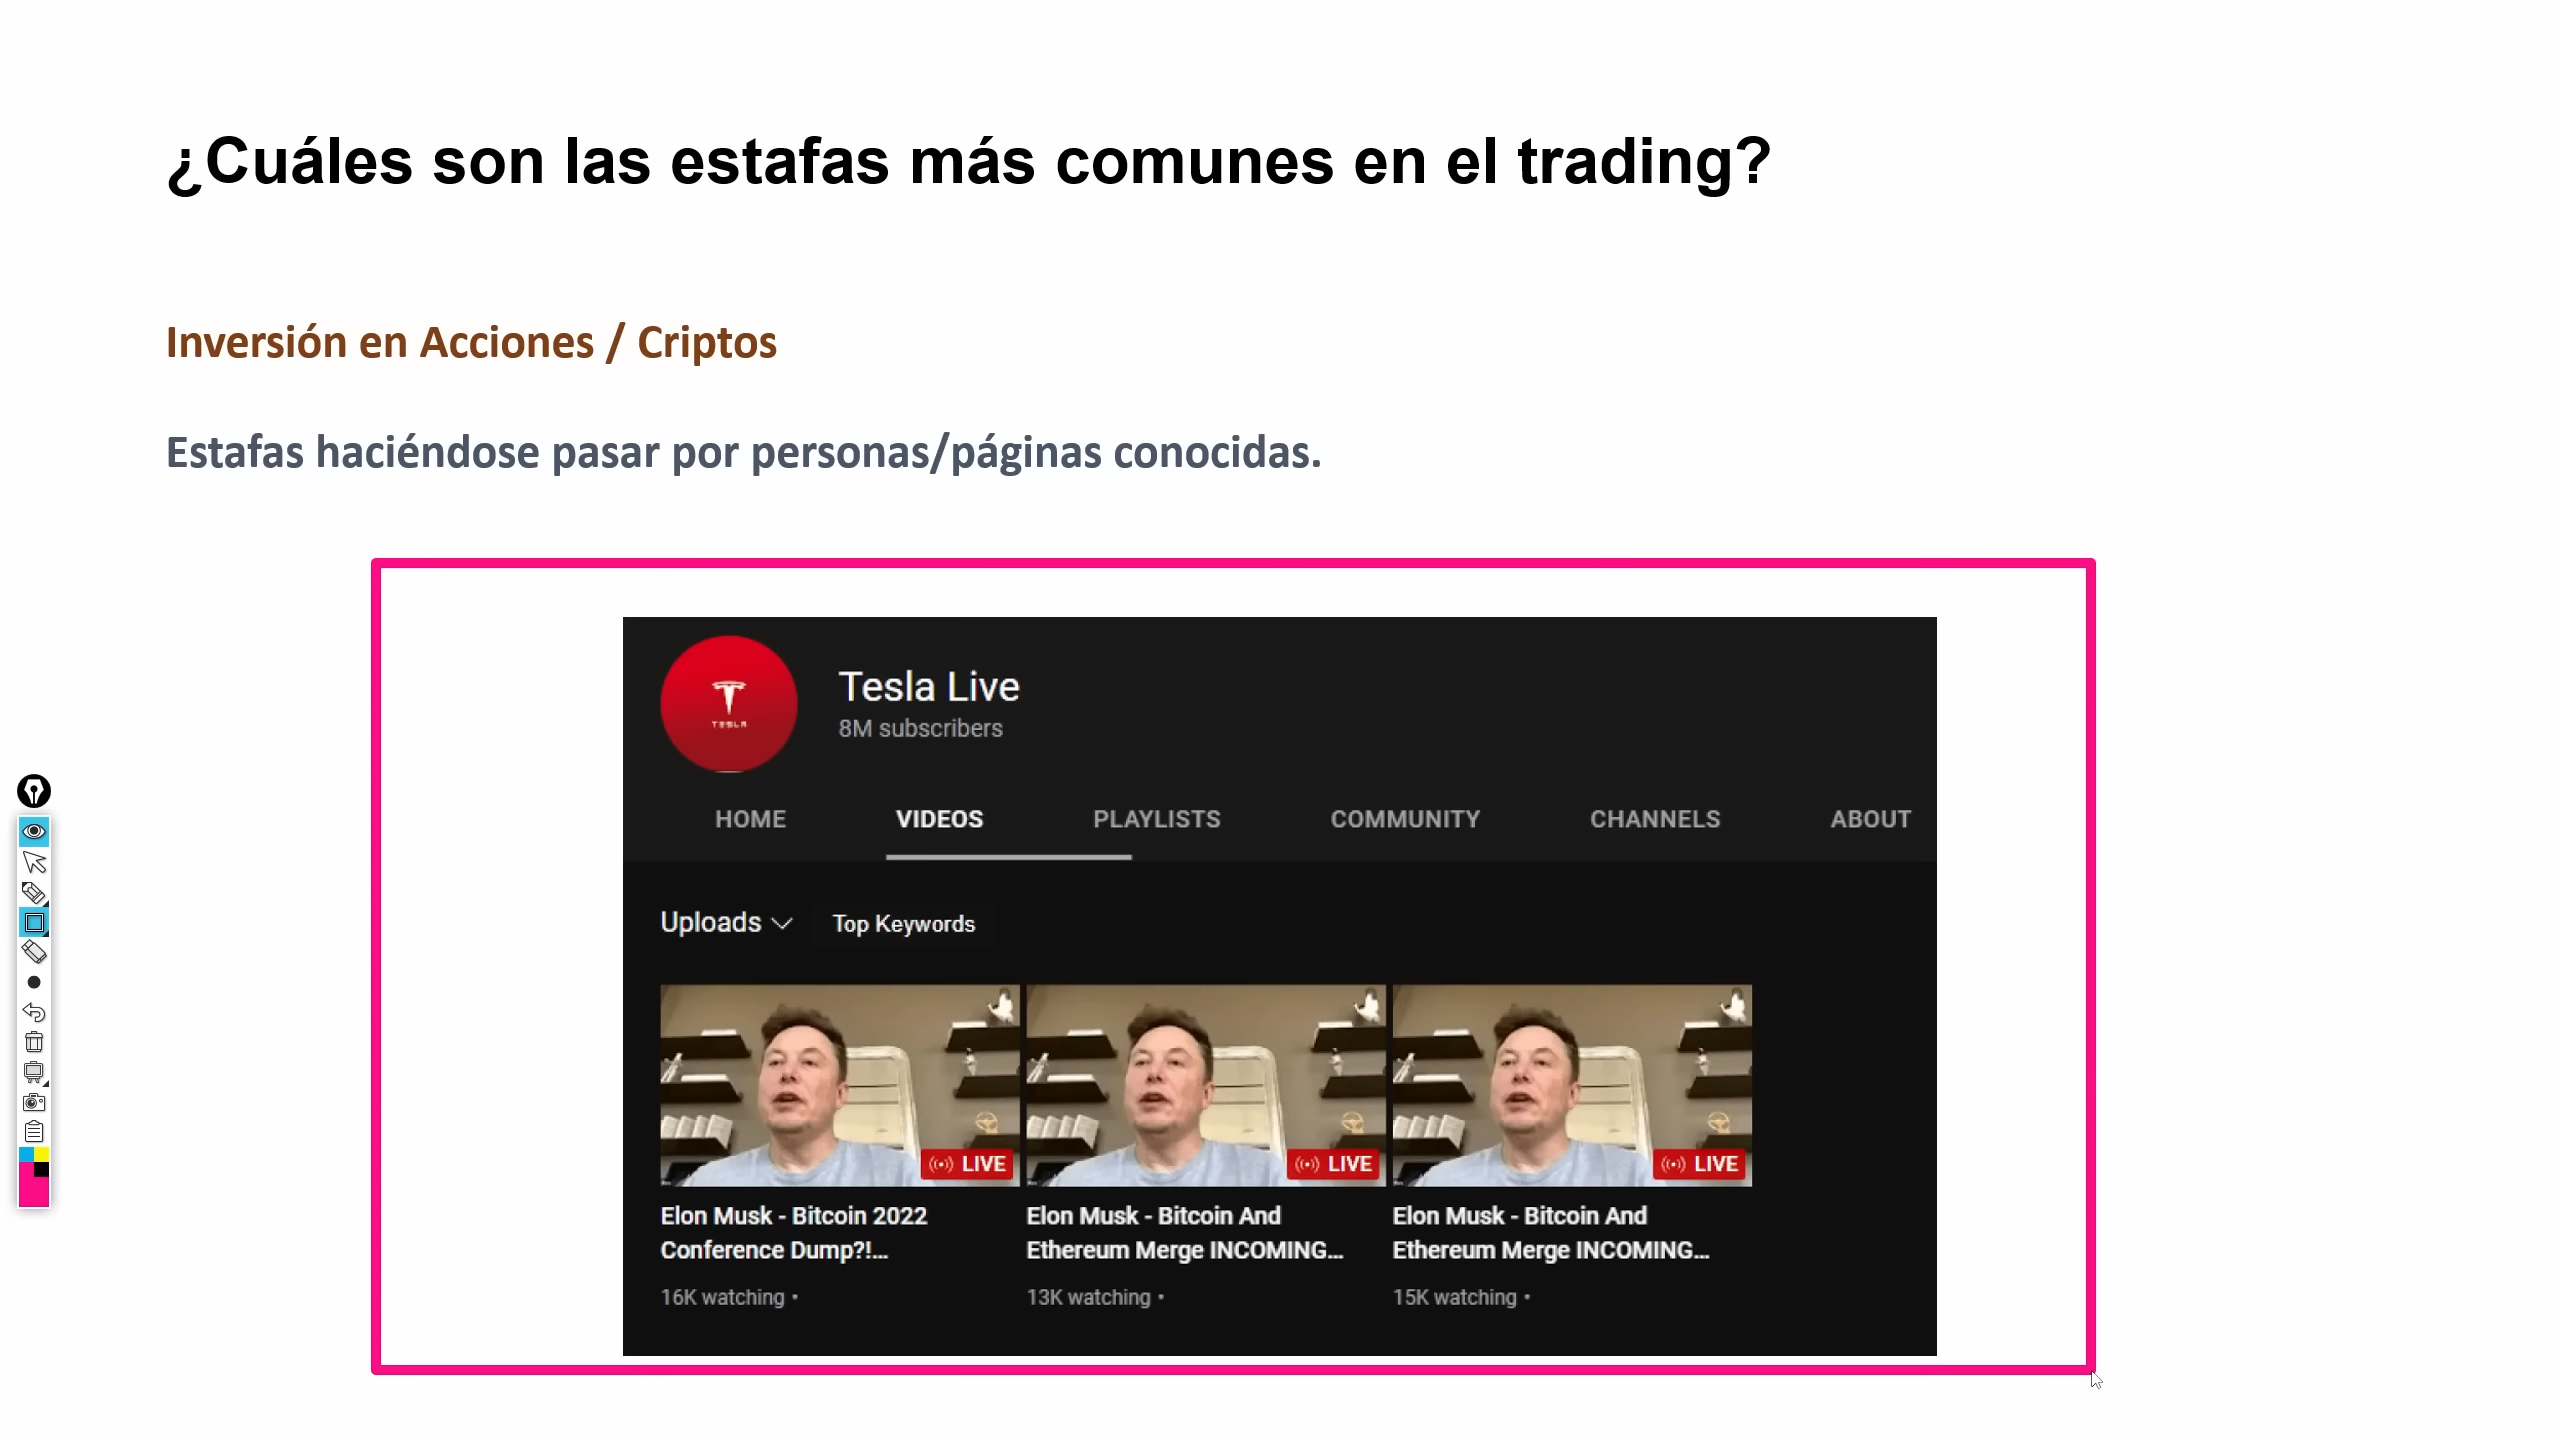 ¿Cuáles son las estafas más comunes en el trading?
Inversión en Acciones / Criptos
Estafas haciéndose pasar por personas/páginas conocidas.
TESLA
Tesla Live
8M subscribers
HOME VIDEOS PLAYLISTS COMMUNITY CHANNELS ABOUT
Uploads Top Keywords
LIVE LIVE LIVE
Elon Musk - Bitcoin 2022
Conference Dump?!...
16K watching •
Elon Musk - Bitcoin And
Ethereum Merge INCOMING...
13K watching •
Elon Musk - Bitcoin And
Ethereum Merge INCOMING...
15K watching •